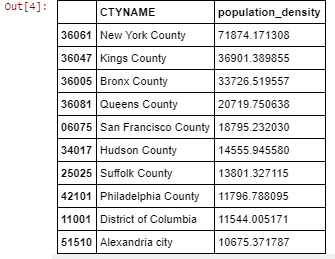 Out[4]:
CTYNAME population_density
36061 New York County 71874.171308
36047 Kings County 36901.389855
36005 Bronx County 33726.519557
36081 Queens County 20719.750638
06075 San Francisco County 18795.232030
34017 Hudson County 14555.945580
25025 Suffolk County 13801.327115
42101 Philadelphia County 11796.788095
11001 District of Columbia 11544.005171
51510 Alexandria city 10675.371787